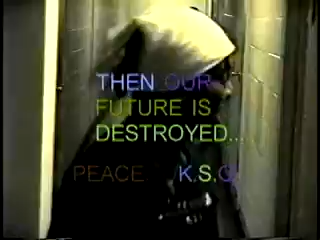 THEN OUR
FUTURE IS
DESTROYED...
PEACE K.S.G.